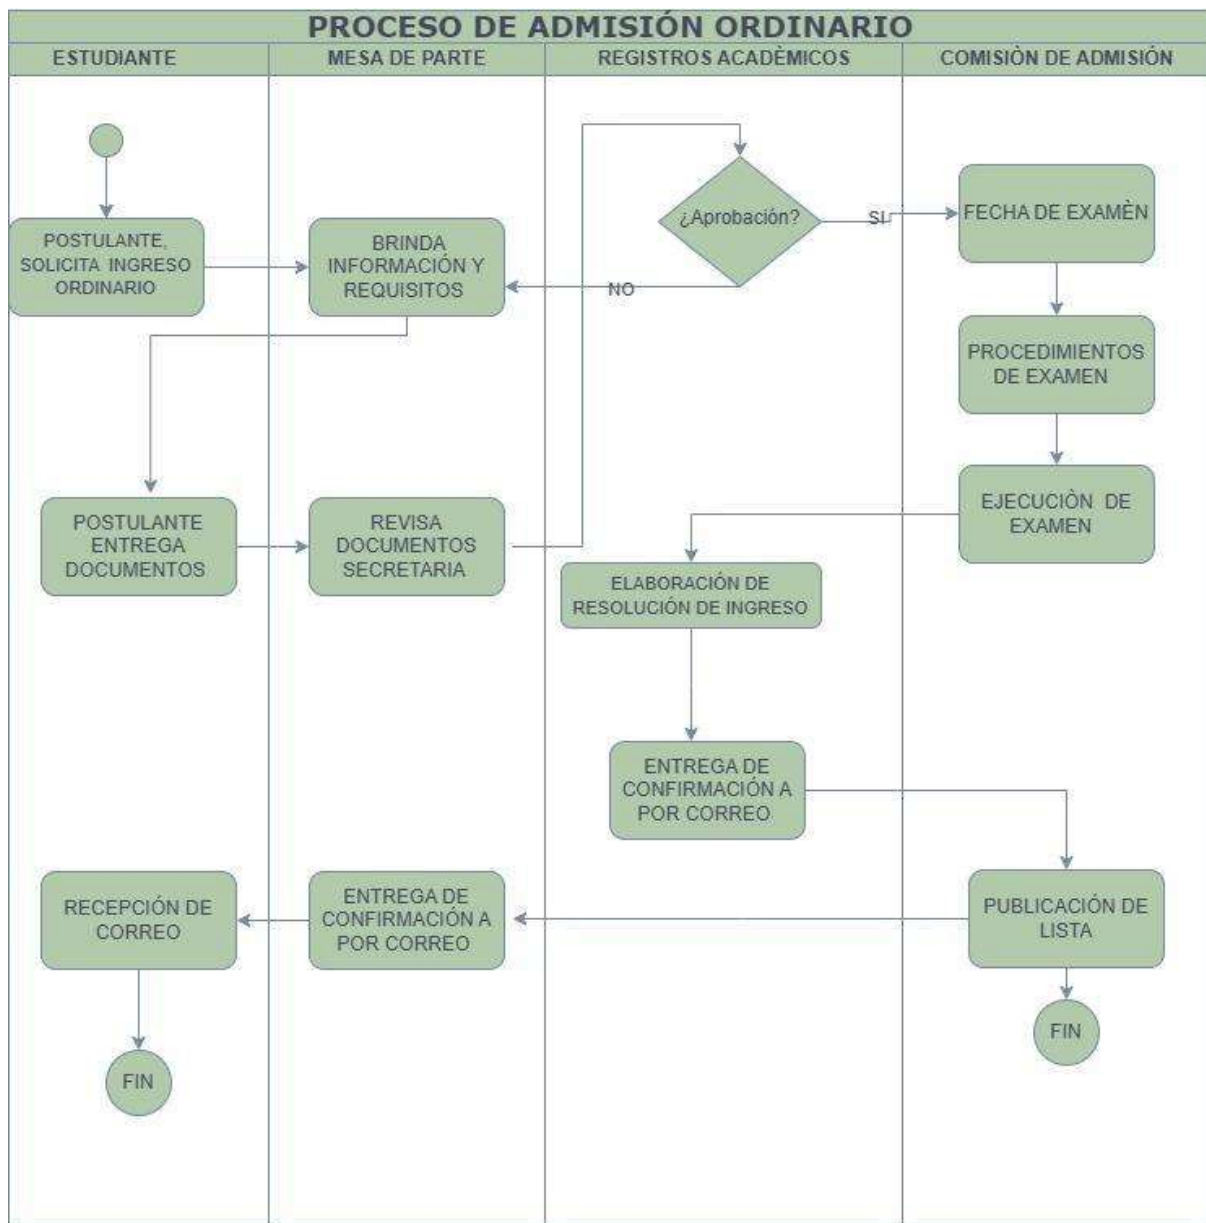 PROCESO DE ADMISIÓN ORDINARIO
ESTUDIANTE
MESA DE PARTE
REGISTROS ACADÈMICOS
COMISIÒN DE ADMISIÓN
POSTULANTE,
SOLICITA INGRESO
ORDINARIO
BRINDA
INFORMACIÓN Y
REQUISITOS
¿Aprobación?
SI
NO
FECHA DE EXAMÈN
PROCEDIMIENTOS
DE EXAMEN
POSTULANTE
ENTREGA
DOCUMENTOS
REVISA
DOCUMENTOS
SECRETARIA
EJECUCIÒN DE
EXAMEN
ELABORACIÓN DE
RESOLUCIÓN DE INGRESO
ENTREGA DE
CONFIRMACIÓN A
POR CORREO
PUBLICACIÓN DE
LISTA
ENTREGA DE
CONFIRMACIÓN A
POR CORREO
RECEPCIÓN DE
CORREO
FIN
FIN